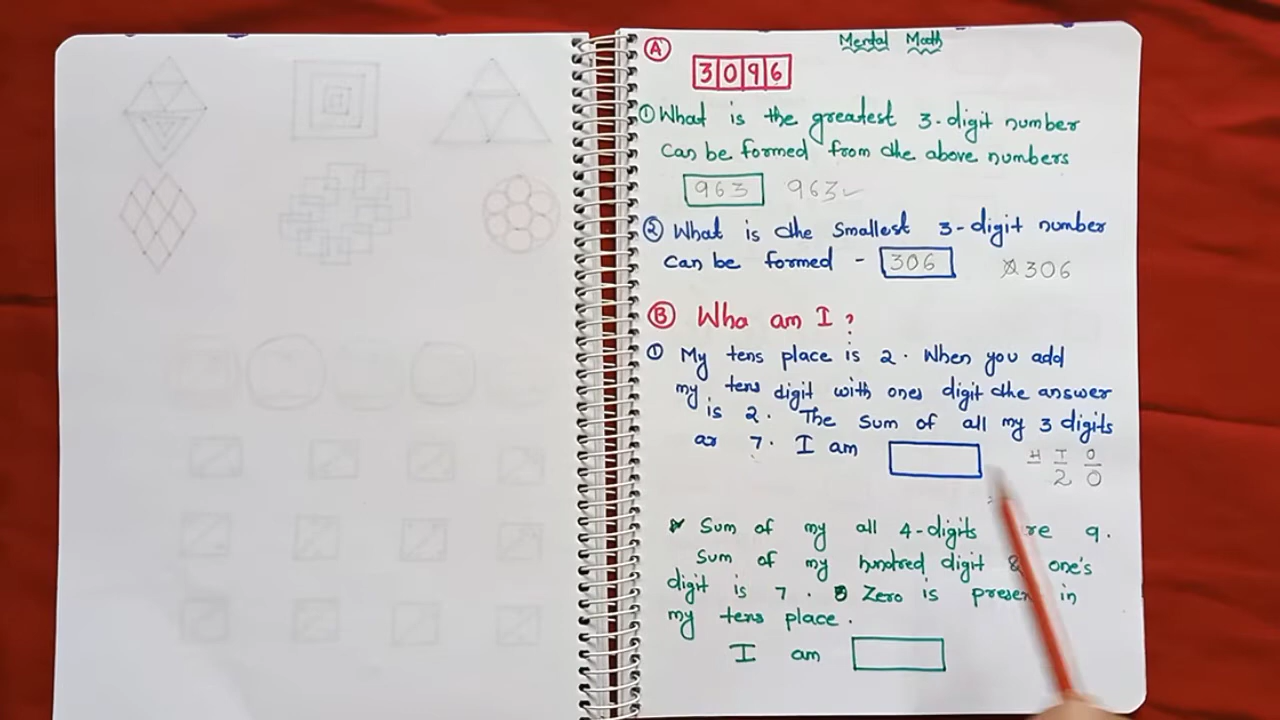 Mental Math
A
3 0 9 6
① What is the greatest 3-digit number
can be formed from the above numbers
963 963✓
② What is the smallest 3-digit number
can be formed - 306 306
B Wha am I?
① My tens place is 2. When you add
my tens digit with ones digit the answer
is 2. The sum of all my 3 digits
ar 7. I am
H T O
2 0
Sum of my all 4-digits re 9.
Sum of my hundred digit & one's
digit is 7. Zero is presen in
my tens place.
I am